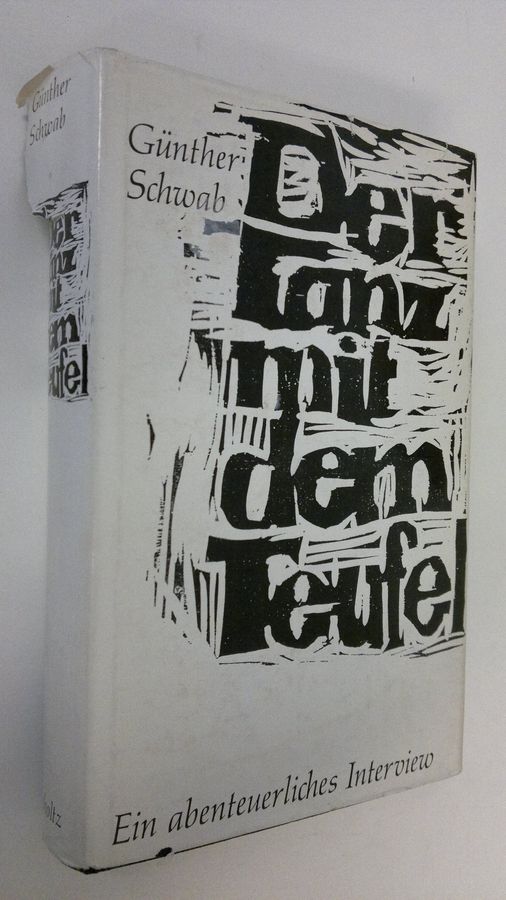 Günther
Schwab
Der
Tanz
mit
dem
Teufel
Ein abenteuerliches Interview
Günther
Schwab
Der
Tanz
mit
dem
Teufel